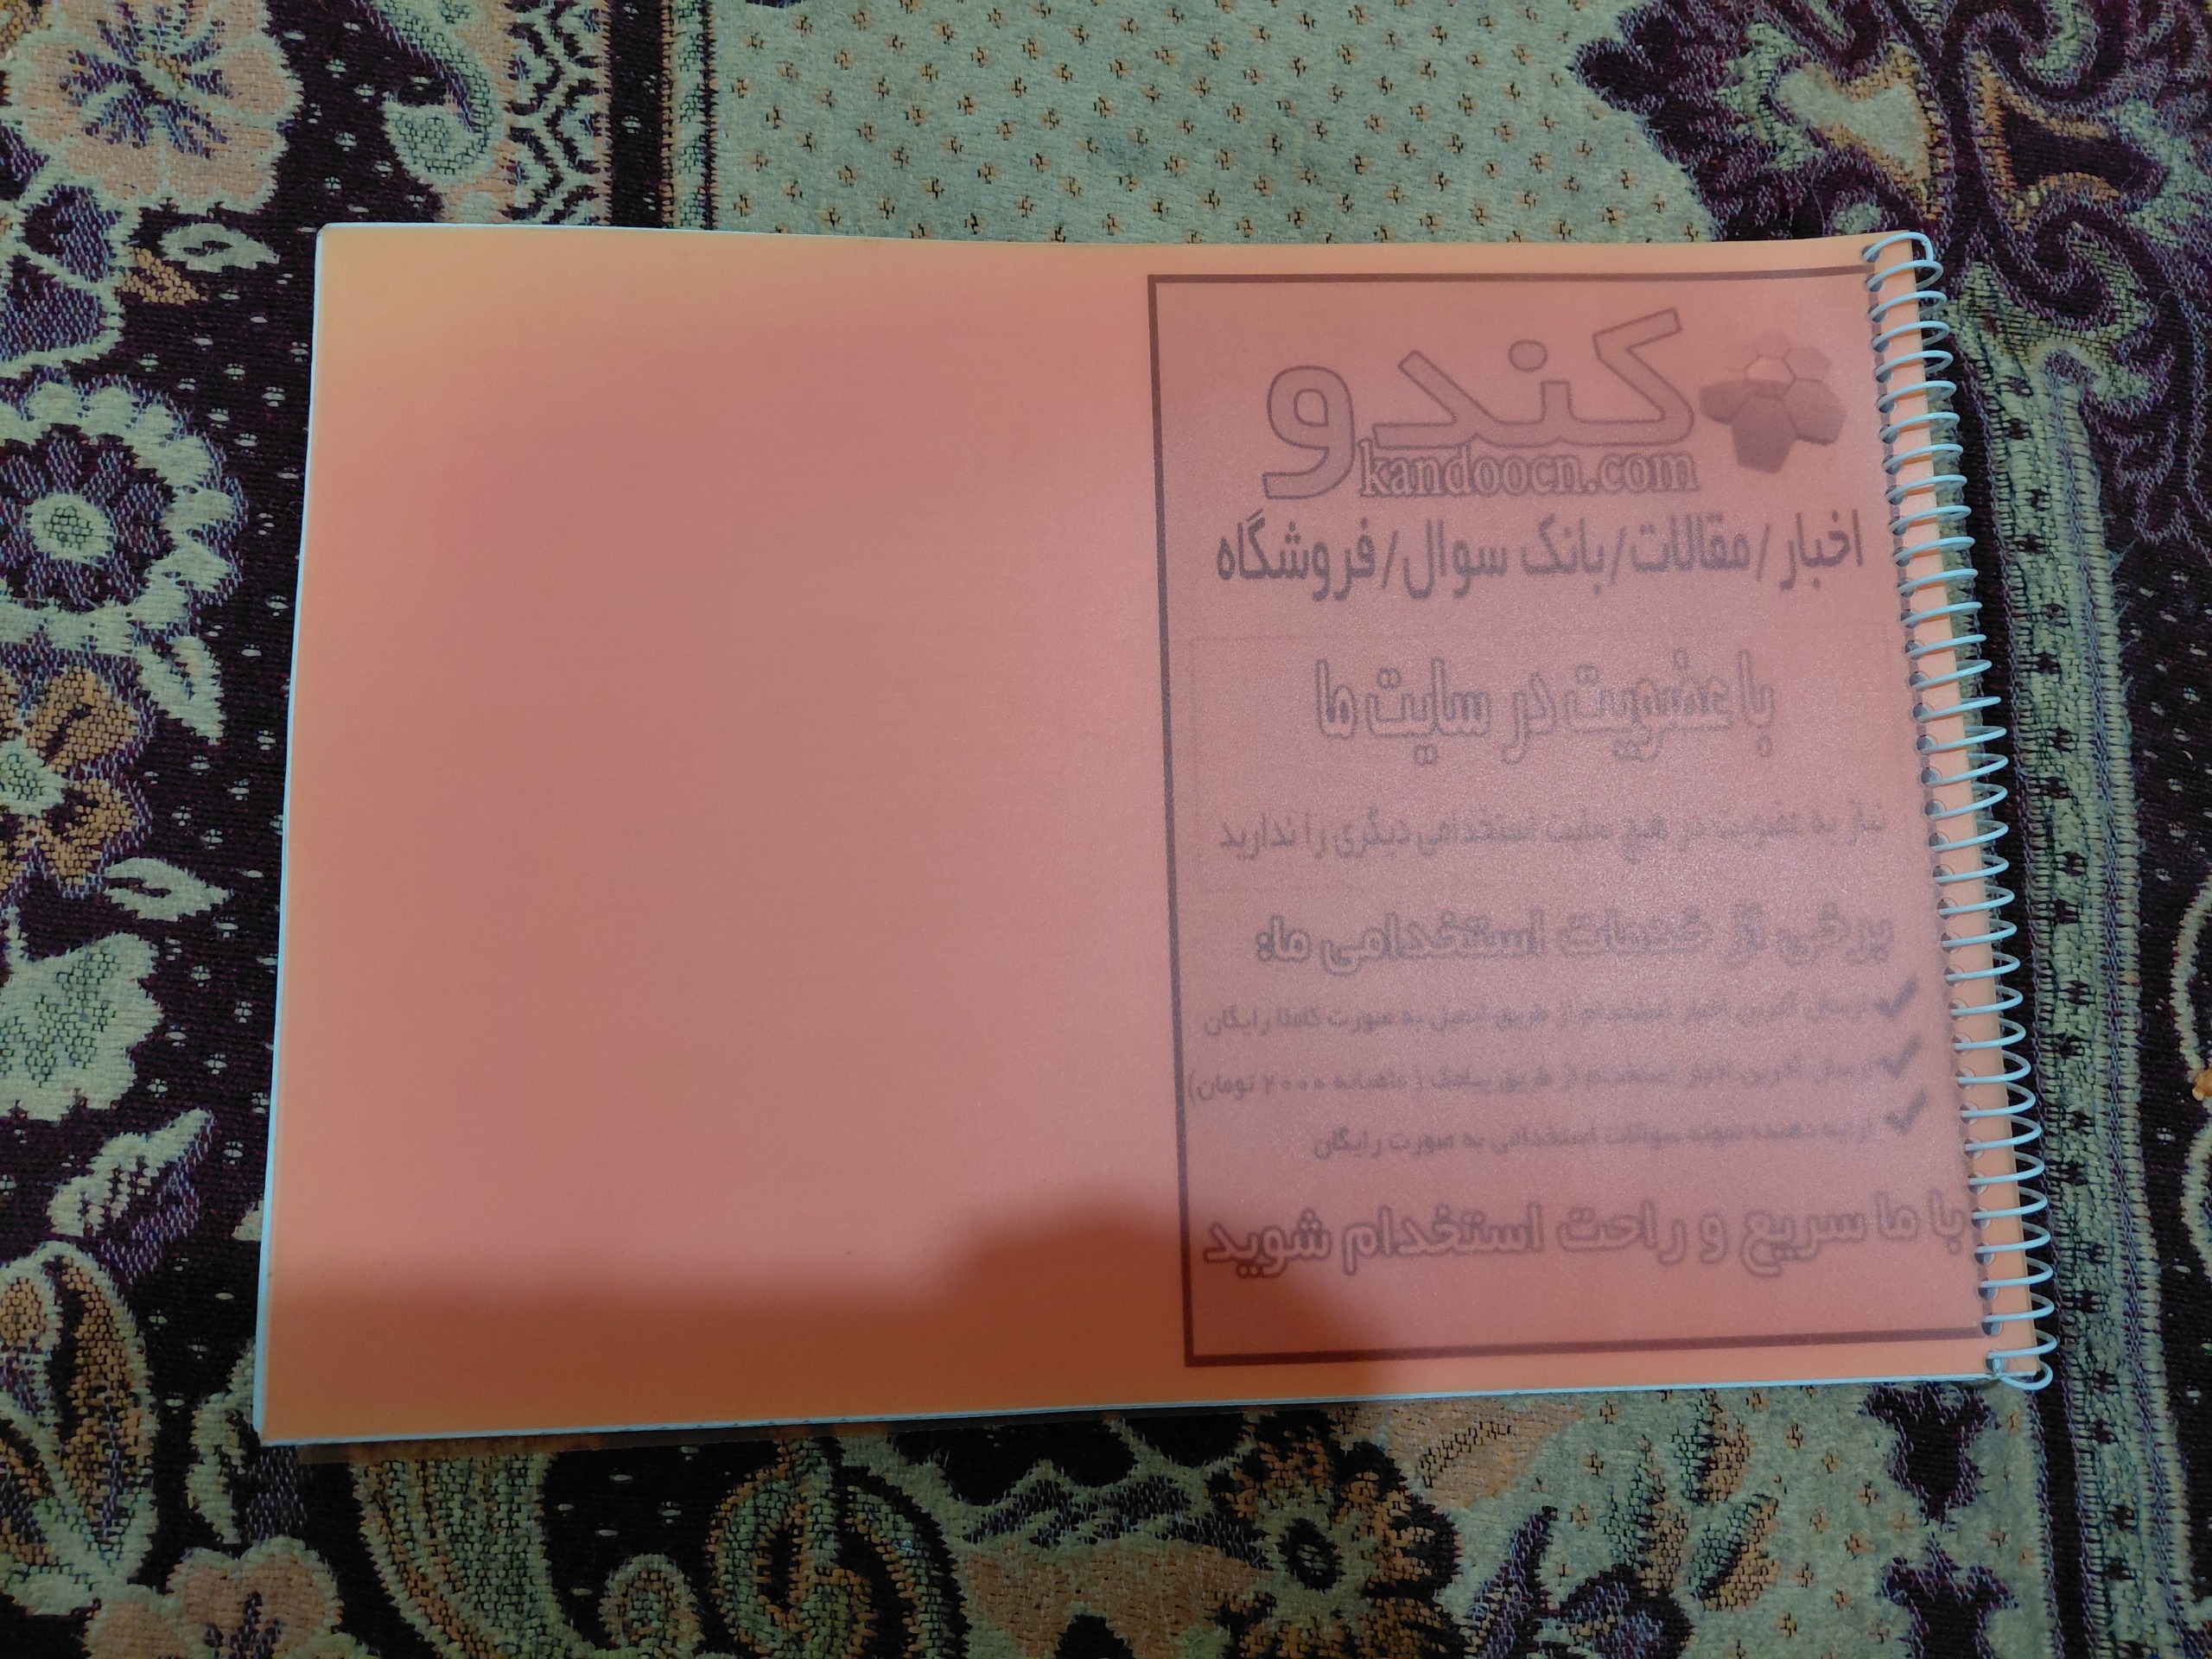 کندو
kandoocn.com
اخبار/مقالات/بانک سوال/فروشگاه
با عضویت در سایت ما
نیاز به عضویت در هیچ سایت استخدامی دیگری را ندارید
برخی از خدمات استخدامی ما:
ارسال آخرین اخبار استخدام از طریق ایمیل به صورت کاملا رایگان
ارسال آخرین اخبار استخدام از طریق پیامک (ماهیانه ۲۰۰۰ تومان)
ارایه دهنده نمونه سوالات استخدامی به صورت رایگان
با ما سریع و راحت استخدام شوید